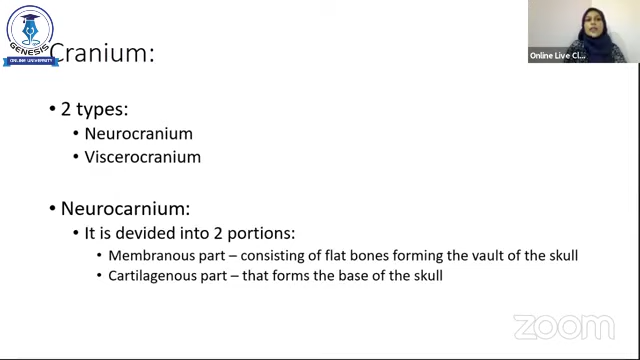 GENESIS
ONLINE UNIVERSITY
Cranium:
Online Live Cl...
• 2 types:
• Neurocranium
• Viscerocranium
• Neurocarnium:
• It is devided into 2 portions:
• Membranous part – consisting of flat bones forming the vault of the skull
• Cartilagenous part – that forms the base of the skull
zoom